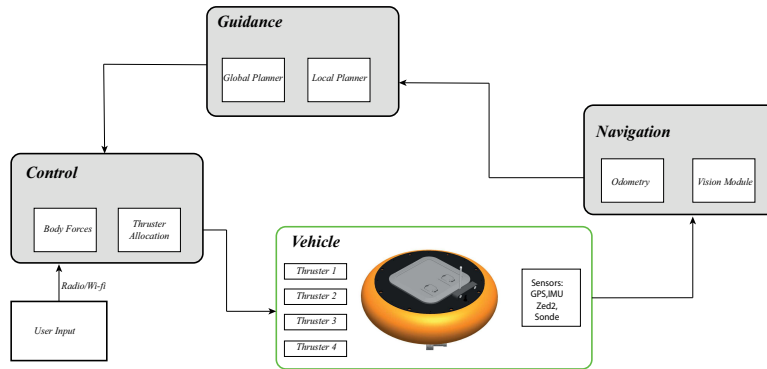 Guidance
Global Planner
Local Planner
Navigation
Odometry
Vision Module
Control
Body Forces
Thruster
Allocation
Radio/Wi-fi
User Input
Vehicle
Thruster 1
Thruster 2
Thruster 3
Thruster 4
Sensors:
GPS,IMU
Zed2,
Sonde